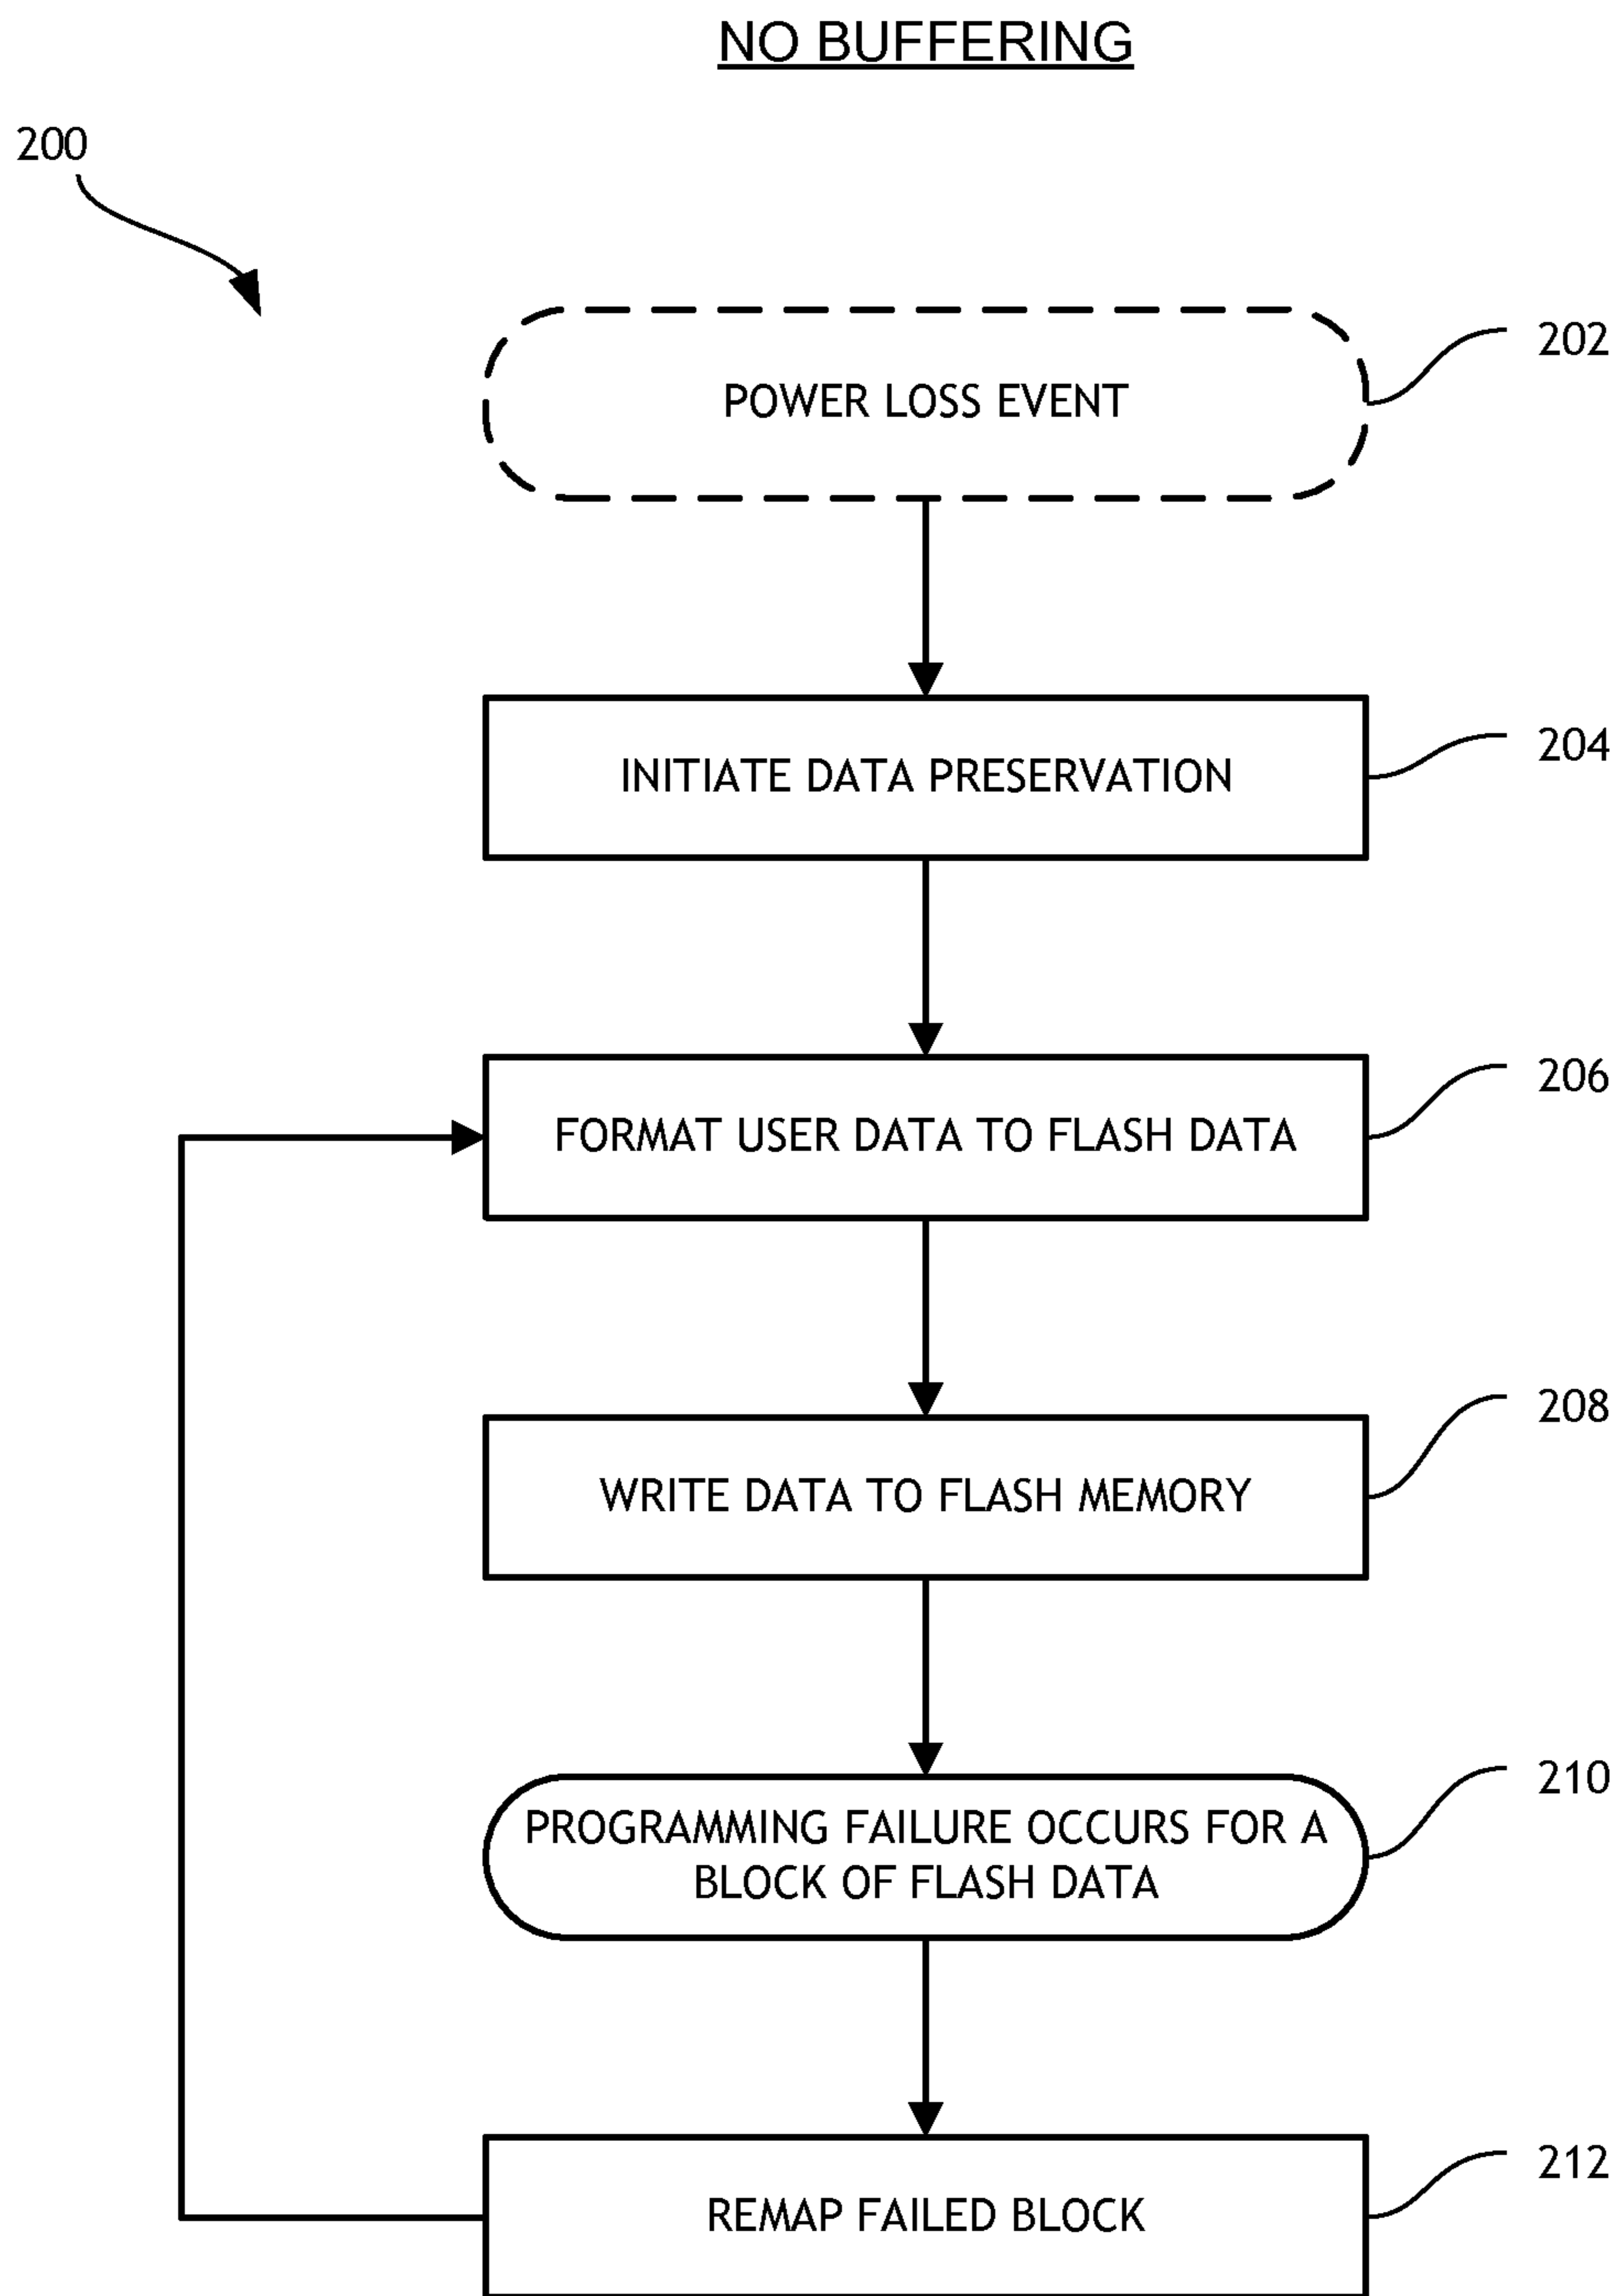 NO BUFFERING
200
POWER LOSS EVENT
202
INITIATE DATA PRESERVATION
204
FORMAT USER DATA TO FLASH DATA
206
WRITE DATA TO FLASH MEMORY
208
PROGRAMMING FAILURE OCCURS FOR A
BLOCK OF FLASH DATA
210
REMAP FAILED BLOCK
212